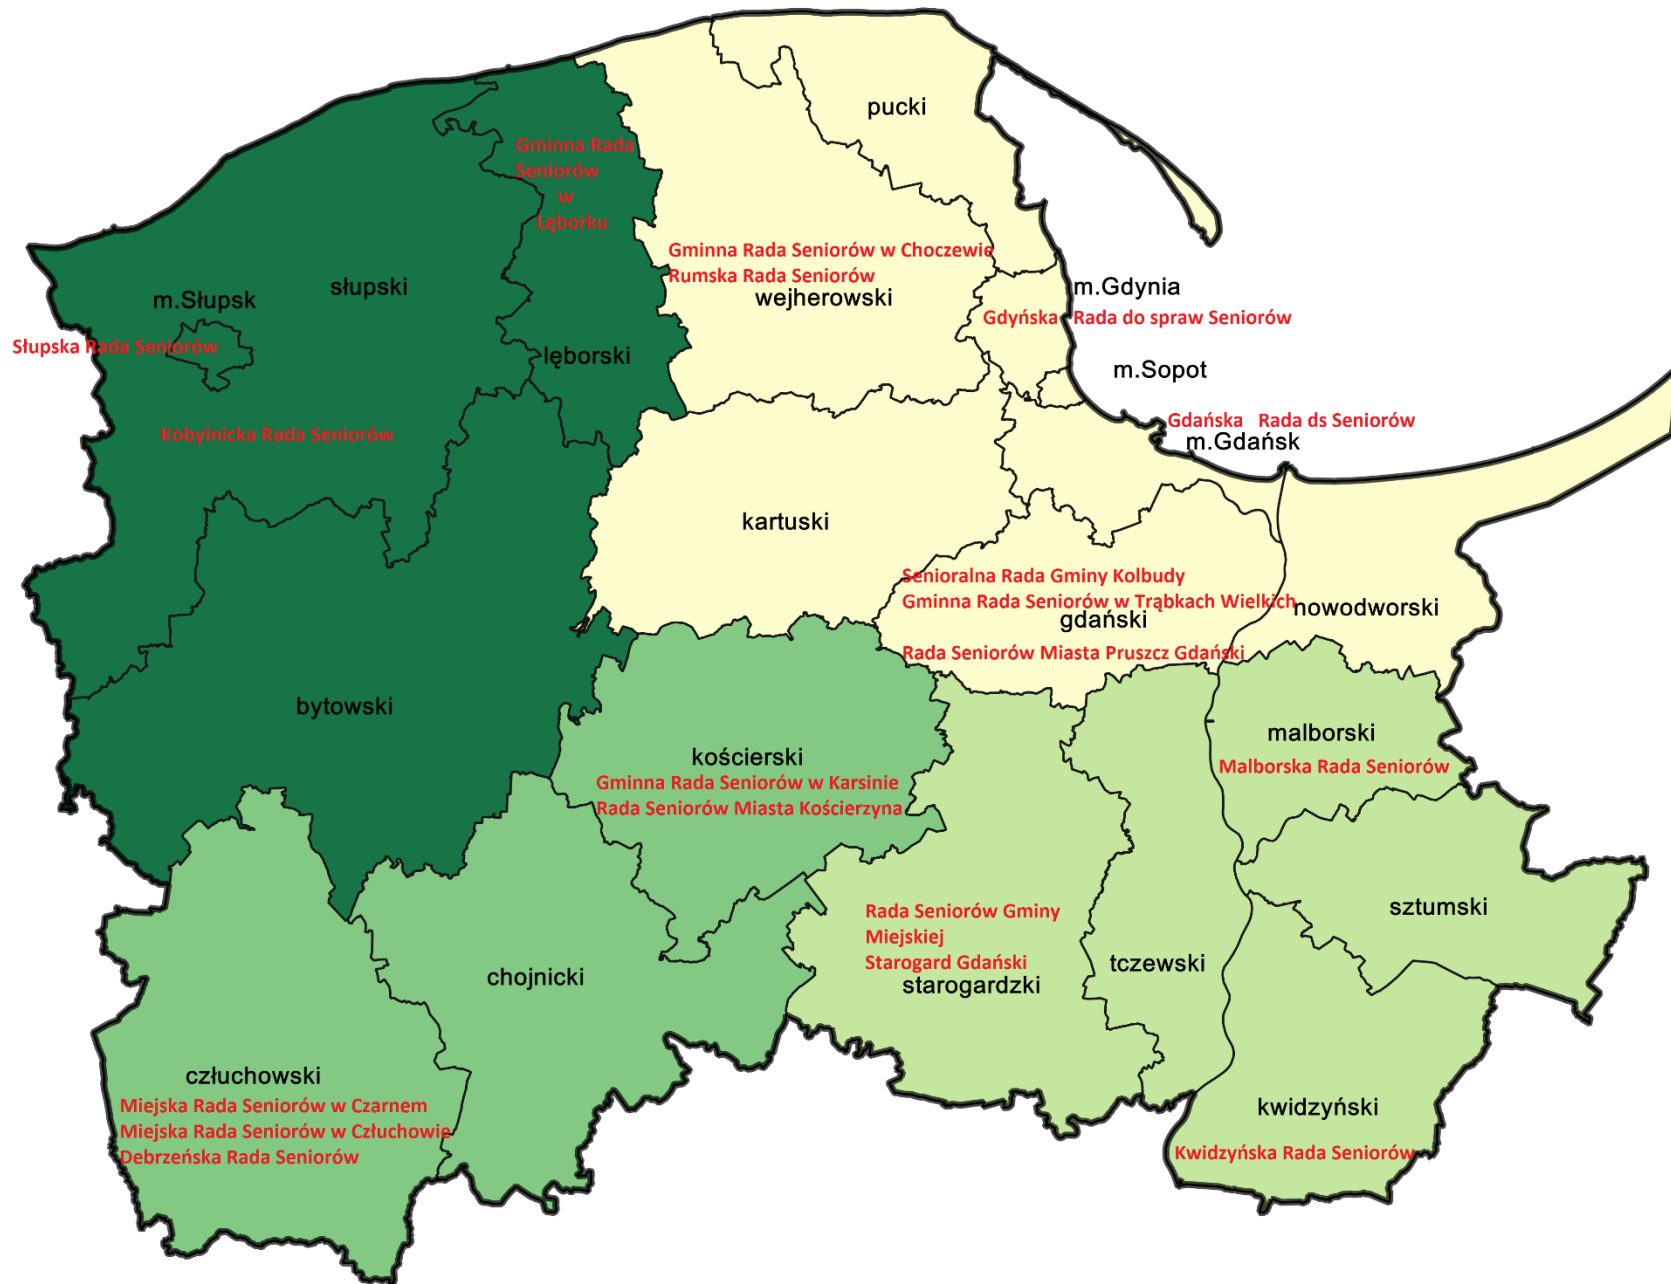 pucki
Gminna Rada
Seniorów
w
Lęborku
Gminna Rada Seniorów w Choczewie
Rumska Rada Seniorów
wejherowski
słupski
m.Słupsk
Słupska Rada Seniorów
lęborski
m.Gdynia
Gdyńska Rada do spraw Seniorów
m.Sopot
Gdańska Rada ds Seniorów
m.Gdańsk
Kobylnicka Rada Seniorów
kartuski
Senioralna Rada Gminy Kolbudy
Gminna Rada Seniorów w Trąbkach Wielkich
gdański
Rada Seniorów Miasta Pruszcz Gdański
nowodworski
bytowski
kościerski
Gminna Rada Seniorów w Karsinie
Rada Seniorów Miasta Kościerzyna
malborski
Malborska Rada Seniorów
Rada Seniorów Gminy
Miejskiej
Starogard Gdański
starogardzki
tczewski
sztumski
chojnicki
człuchowski
Miejska Rada Seniorów w Czarnem
Miejska Rada Seniorów w Człuchowie
Debrzeńska Rada Seniorów
kwidzyński
Kwidzyńska Rada Seniorów